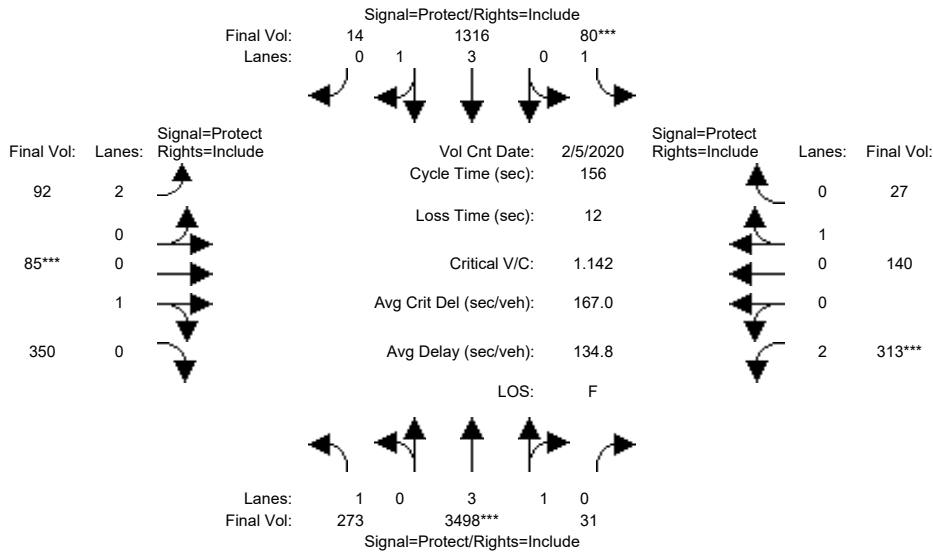 Signal=Protect/Rights=Include
Final Vol: 14 1316 80***
Lanes: 0 1 3 0 1
Signal=Protect
Final Vol: Lanes: Rights=Include
Vol Cnt Date: 2/5/2020
Signal=Protect
Rights=Include Lanes: Final Vol:
Cycle Time (sec): 156
92 2
0 27
Loss Time (sec): 12
0
1
85*** 0
Critical V/C: 1.142
0 140
1
Avg Crit Del (sec/veh): 167.0
0
350 0
Avg Delay (sec/veh): 134.8
2 313***
LOS: F
Lanes: 1 0 3 1 0
Final Vol: 273 3498*** 31
Signal=Protect/Rights=Include